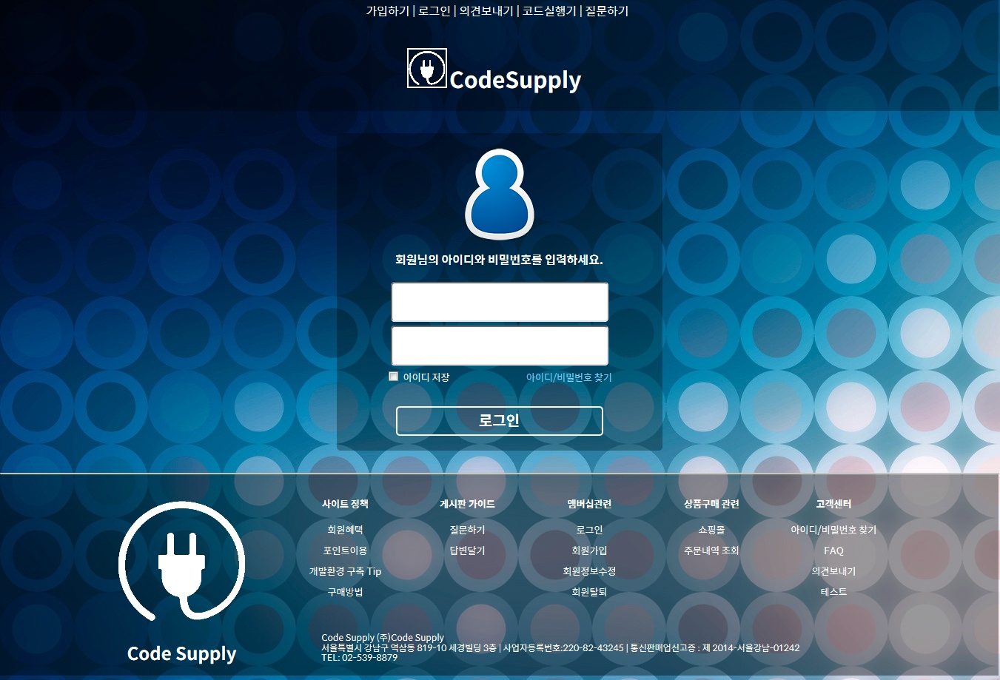 가입하기 | 로그인 | 의견보내기 | 코드실행기 | 질문하기
CodeSupply
회원님의 아이디와 비밀번호를 입력하세요.
아이디 저장 아이디/비밀번호 찾기
로그인
사이트 정책 게시판 가이드 멤버십관련 상품구매 관련 고객센터
회원혜택 질문하기 로그인 쇼핑몰 아이디/비밀번호 찾기
포인트이용 답변달기 회원가입 주문내역 조회 FAQ
개발환경 구축 Tip 회원정보수정 의견보내기
구매방법 회원탈퇴 테스트
Code Supply
Code Supply (주)Code Supply
서울특별시 강남구 역삼동 819-10 세경빌딩 3층 | 사업자등록번호:220-82-43245 | 통신판매업신고증 : 제 2014-서울강남-01242
TEL: 02-539-8879